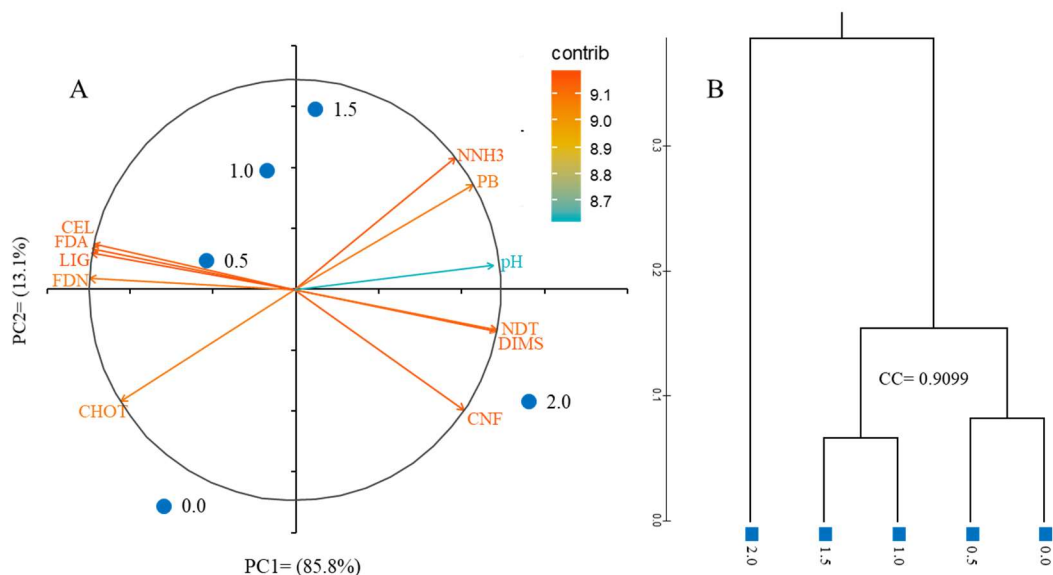 A
contrib
9.1
9.0
8.9
8.8
8.7
1.5
1.0
0.5
2.0
0.0
NNH3
PB
pH
NDT
DIMS
CNF
CEL
FDA
LIG
FDN
CHOT
PC2= (13.1%)
PC1= (85.8%)
B
0.3
0.2
0.1
0.0
CC= 0.9099
2.0
1.5
1.0
0.5
0.0